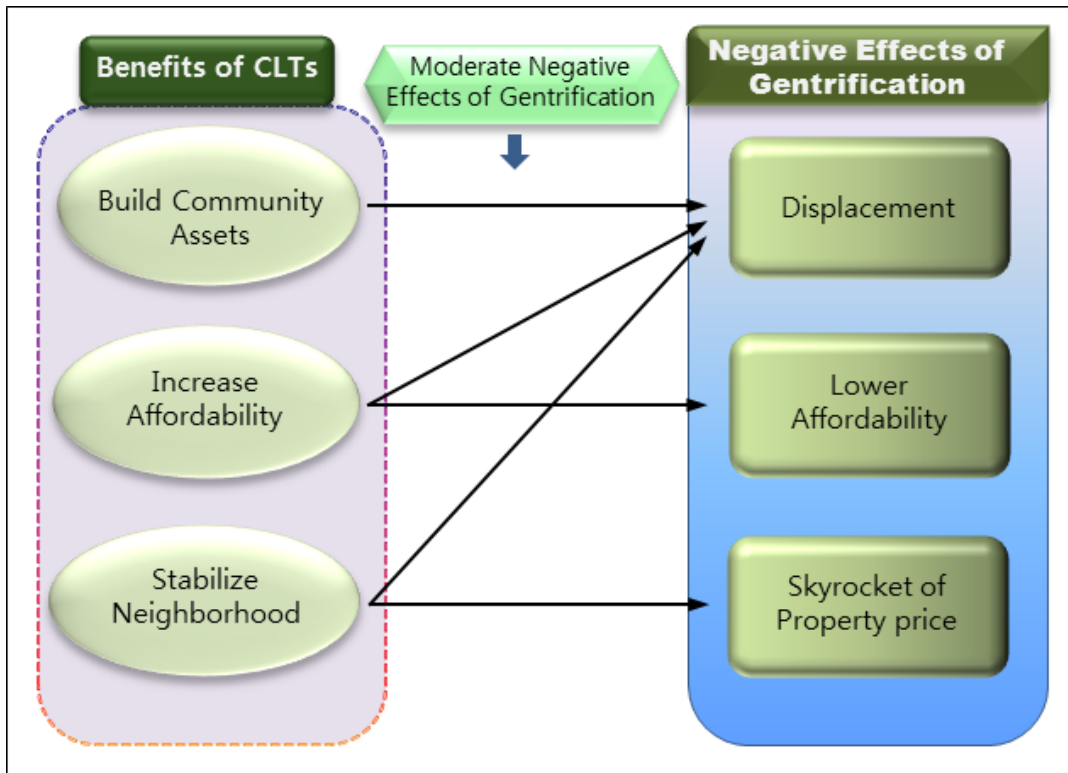 Benefits of CLTs
Moderate Negative
Effects of Gentrification
Negative Effects of
Gentrification
Build Community
Assets
Displacement
Increase
Affordability
Lower
Affordability
Stabilize
Neighborhood
Skyrocket of
Property price